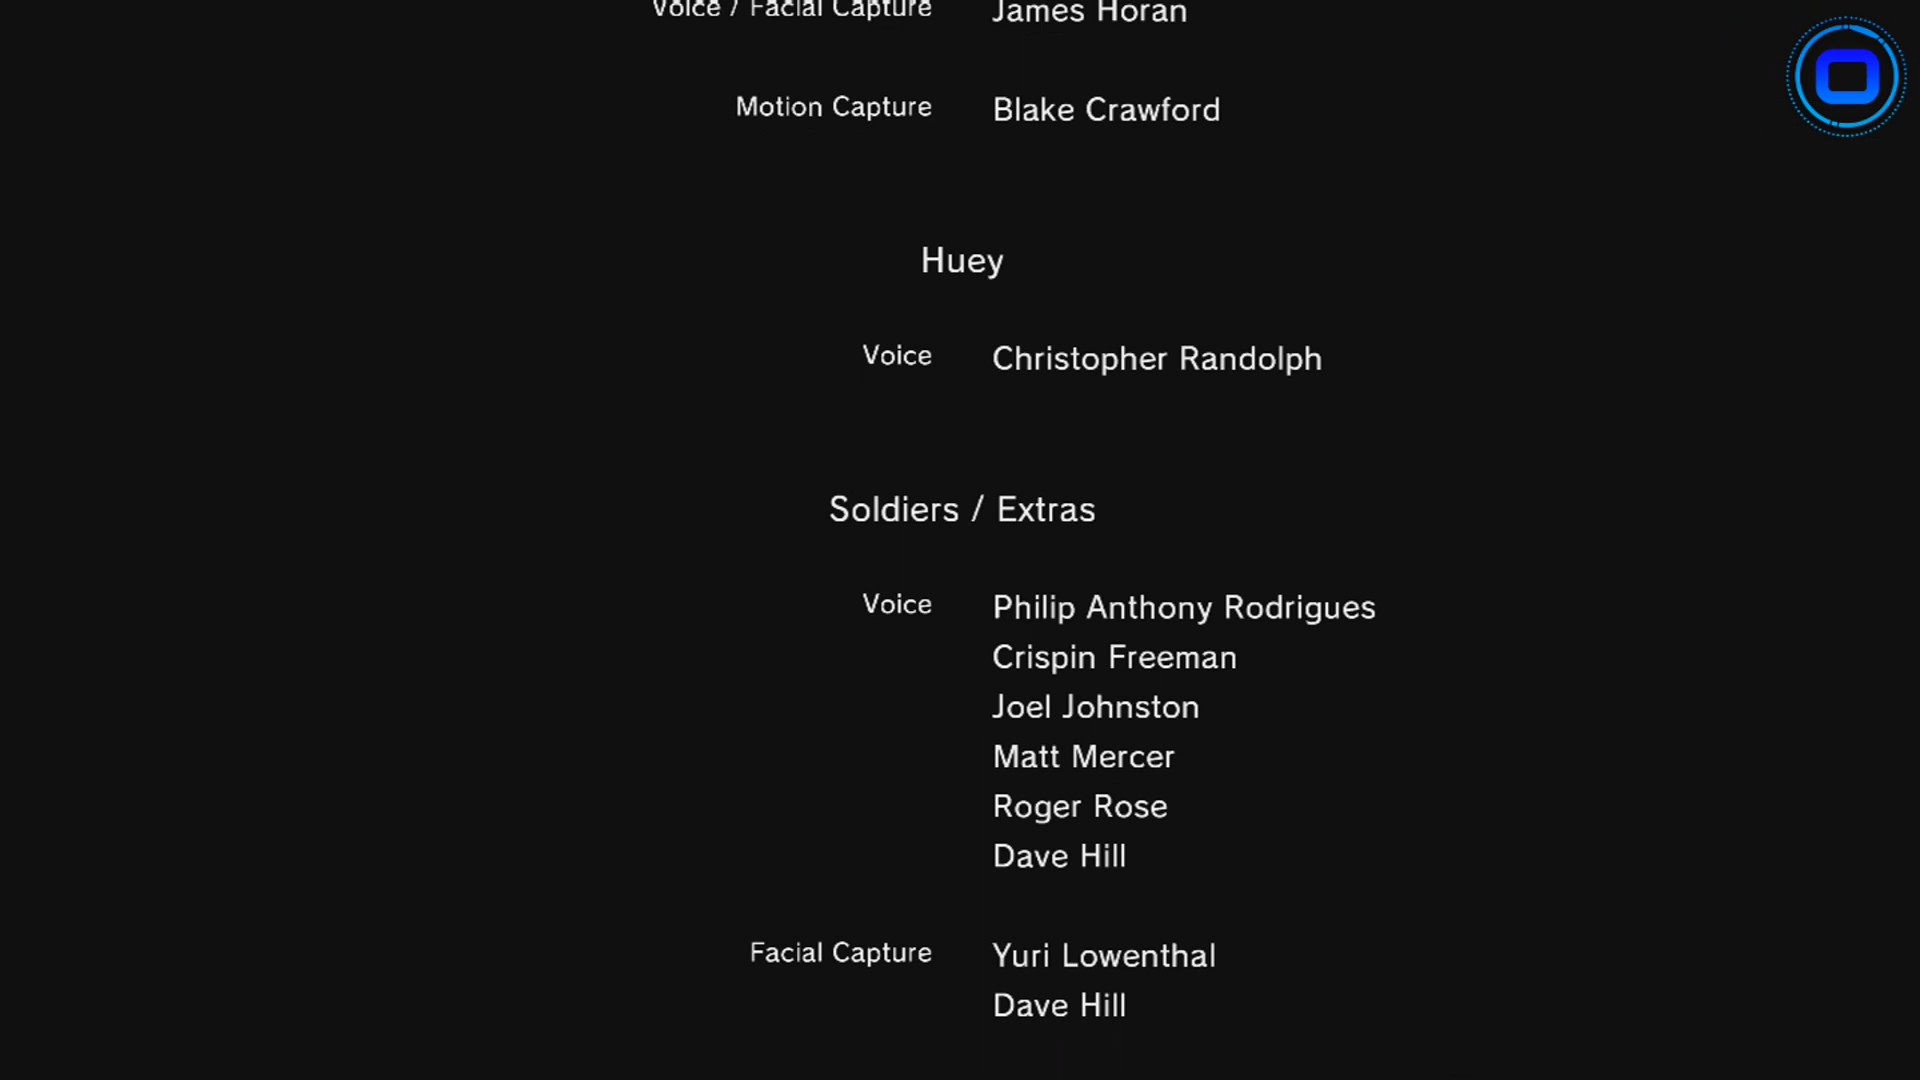 Voice / Facial Capture James Horan
Motion Capture Blake Crawford
Huey
Voice Christopher Randolph
Soldiers / Extras
Voice Philip Anthony Rodrigues
Crispin Freeman
Joel Johnston
Matt Mercer
Roger Rose
Dave Hill
Facial Capture Yuri Lowenthal
Dave Hill